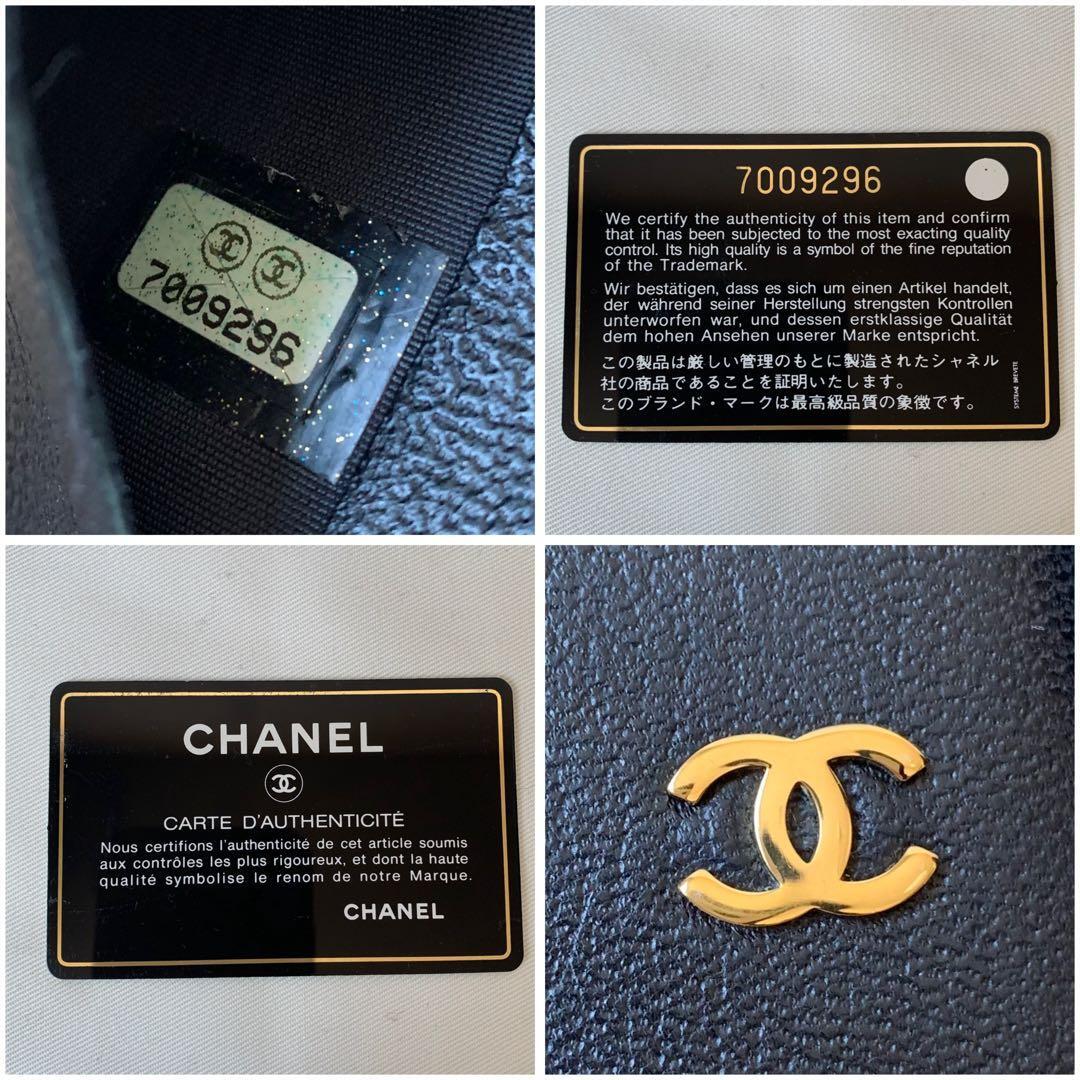 7009296
7009296
We certify the authenticity of this item and confirm
that it has been subjected to the most exacting quality
control. Its high quality is a symbol of the fine reputation
of the Trademark.
Wir bestätigen, dass es sich um einen Artikel handelt,
der während seiner Herstellung strengsten Kontrollen
unterworfen war, und dessen erstklassige Qualität
dem hohen Ansehen unserer Marke entspricht.
この製品は厳しい管理のもとに製造されたシャネル
社の商品であることを証明いたします。
このブランド・マークは最高級品質の象徴です。
SYSTEME BREVETE
CHANEL
CARTE D'AUTHENTICITÉ
Nous certifions l'authenticité de cet article soumis
aux contrôles les plus rigoureux, et dont la haute
qualité symbolise le renom de notre Marque.
CHANEL